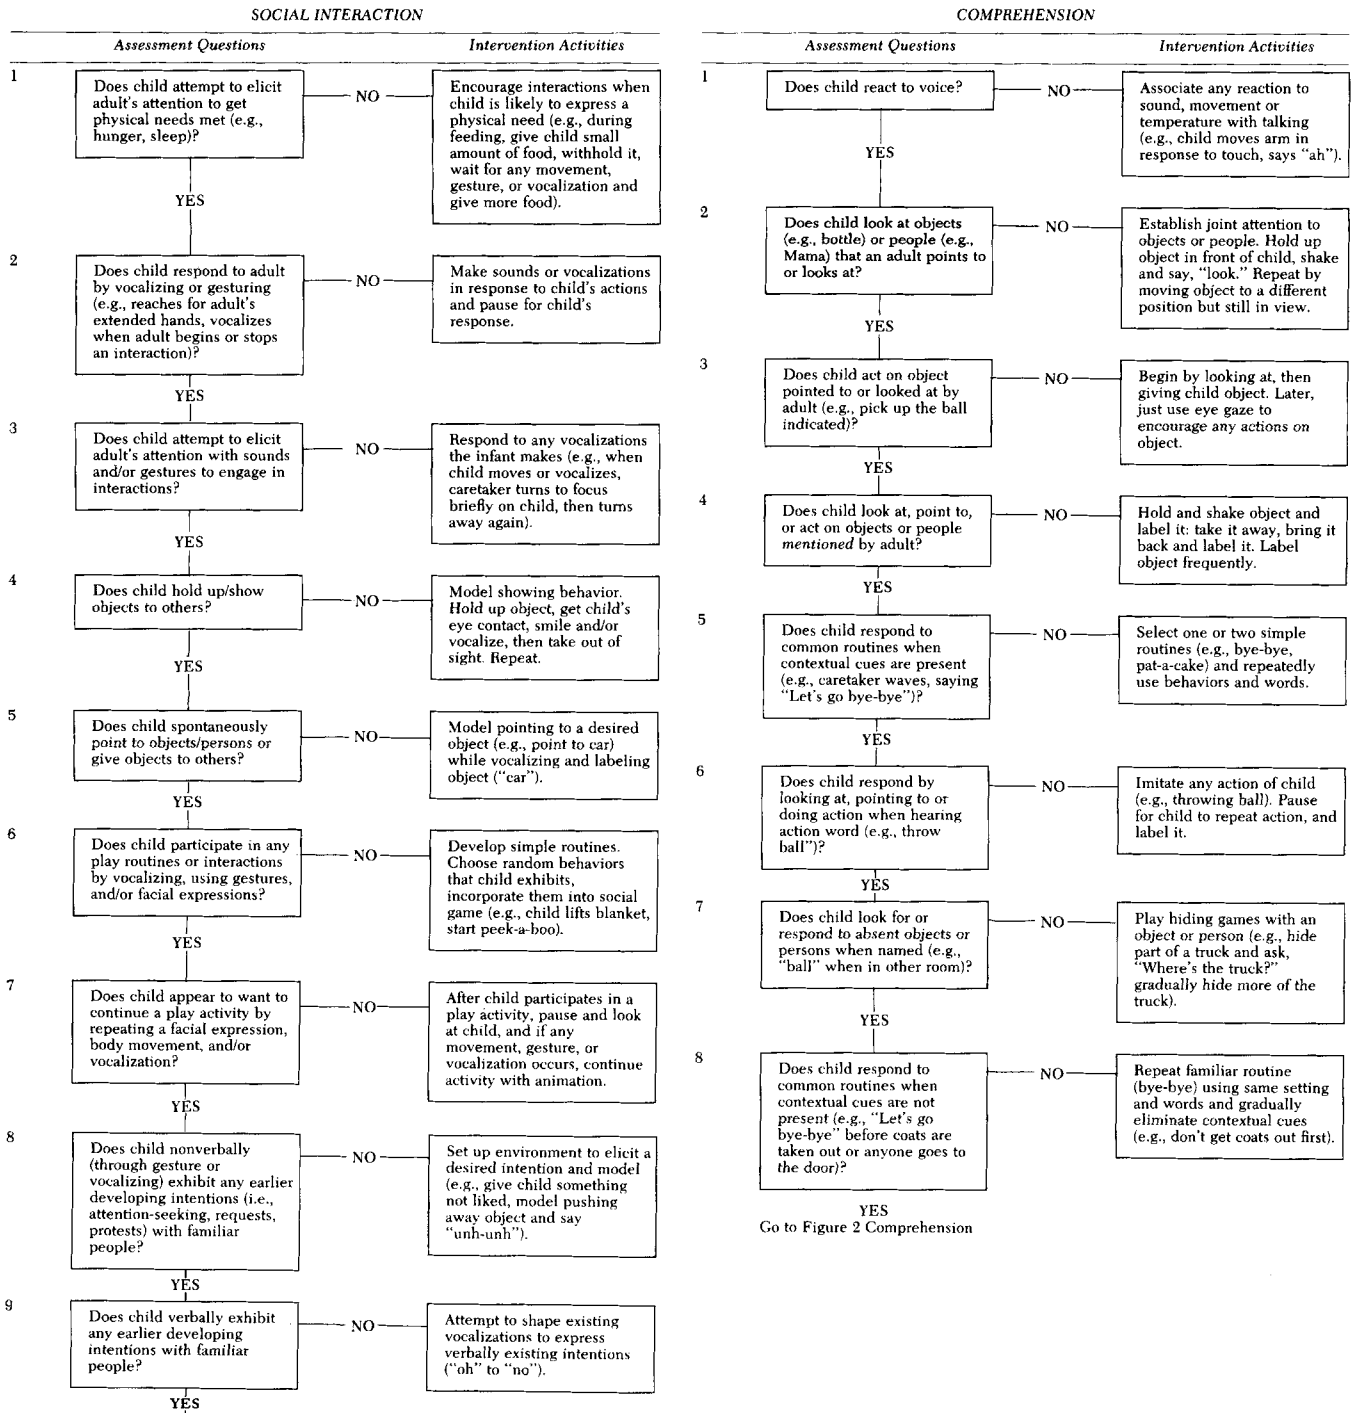 SOCIAL INTERACTION
Assessment Questions
Intervention Activities
1
Does child attempt to elicit
adult's attention to get
physical needs met (e.g.,
hunger, sleep)?
NO
Encourage interactions when
child is likely to express a
physical need (e.g., during
feeding, give child small
amount of food, withhold it,
wait for any movement,
gesture, or vocalization and
give more food).
YES
2
Does child respond to adult
by vocalizing or gesturing
(e.g., reaches for adult's
extended hands, vocalizes
when adult begins or stops
an interaction)?
NO
Make sounds or vocalizations
in response to child's actions
and pause for child's
response.
YES
3
Does child attempt to elicit
adult's attention with sounds
and/or gestures to engage in
interactions?
NO
Respond to any vocalizations
the infant makes (e.g., when
child moves or vocalizes,
caretaker turns to focus
briefly on child, then turns
away again).
YES
4
Does child hold up/show
objects to others?
NO
Model showing behavior.
Hold up object, get child's
eye contact, smile and/or
vocalize, then take out of
sight. Repeat.
YES
5
Does child spontaneously
point to objects/persons or
give objects to others?
NO
Model pointing to a desired
object (e.g., point to car)
while vocalizing and labeling
object ("car").
YES
6
Does child participate in any
play routines or interactions
by vocalizing, using gestures,
and/or facial expressions?
NO
Develop simple routines.
Choose random behaviors
that child exhibits,
incorporate them into social
game (e.g., child lifts blanket,
start peek-a-boo).
YES
7
Does child appear to want to
continue a play activity by
repeating a facial expression,
body movement, and/or
vocalization?
NO
After child participates in a
play activity, pause and look
at child, and if any
movement, gesture, or
vocalization occurs, continue
activity with animation.
YES
8
Does child nonverbally
(through gesture or
vocalizing) exhibit any earlier
developing intentions (i.e.,
attention-seeking, requests,
protests) with familiar
people?
NO
Set up environment to elicit a
desired intention and model
(e.g., give child something
not liked, model pushing
away object and say
"unh-unh").
YES
9
Does child verbally exhibit
any earlier developing
intentions with familiar
people?
NO
Attempt to shape existing
vocalizations to express
verbally existing intentions
("oh" to "no").
YES
COMPREHENSION
Assessment Questions
Intervention Activities
1
Does child react to voice?
NO
Associate any reaction to
sound, movement or
temperature with talking
(e.g., child moves arm in
response to touch, says "ah").
YES
2
Does child look at objects
(e.g., bottle) or people (e.g.,
Mama) that an adult points to
or looks at?
NO
Establish joint attention to
objects or people. Hold up
object in front of child, shake
and say, "look." Repeat by
moving object to a different
position but still in view.
YES
3
Does child act on object
pointed to or looked at by
adult (e.g., pick up the ball
indicated)?
NO
Begin by looking at, then
giving child object. Later,
just use eye gaze to
encourage any actions on
object.
YES
4
Does child look at, point to,
or act on objects or people
mentioned by adult?
NO
Hold and shake object and
label it: take it away, bring it
back and label it. Label
object frequently.
YES
5
Does child respond to
common routines when
contextual cues are present
(e.g., caretaker waves, saying
"Let's go bye-bye")?
NO
Select one or two simple
routines (e.g., bye-bye,
pat-a-cake) and repeatedly
use behaviors and words.
YES
6
Does child respond by
looking at, pointing to or
doing action when hearing
action word (e.g., throw
ball")?
NO
Imitate any action of child
(e.g., throwing ball). Pause
for child to repeat action, and
label it.
YES
7
Does child look for or
respond to absent objects or
persons when named (e.g.,
"ball" when in other room)?
NO
Play hiding games with an
object or person (e.g., hide
part of a truck and ask,
"Where's the truck?"
gradually hide more of the
truck).
YES
8
Does child respond to
common routines when
contextual cues are not
present (e.g., "Let's go
bye-bye" before coats are
taken out or anyone goes to
the door)?
NO
Repeat familiar routine
(bye-bye) using same setting
and words and gradually
eliminate contextual cues
(e.g., don't get coats out first).
YES
Go to Figure 2 Comprehension